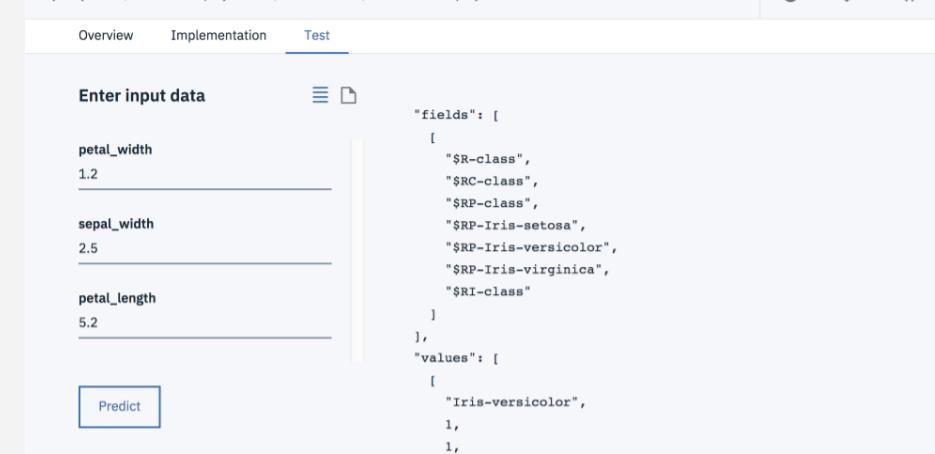 Overview Implementation Test
Enter input data
petal_width
1.2
sepal_width
2.5
petal_length
5.2
Predict
"fields": [
[
"$R-class",
"$RC-class",
"$RP-class",
"$RP-Iris-setosa",
"$RP-Iris-versicolor",
"$RP-Iris-virginica",
"$RI-class"
]
],
"values": [
[
"Iris-versicolor",
1,
1,